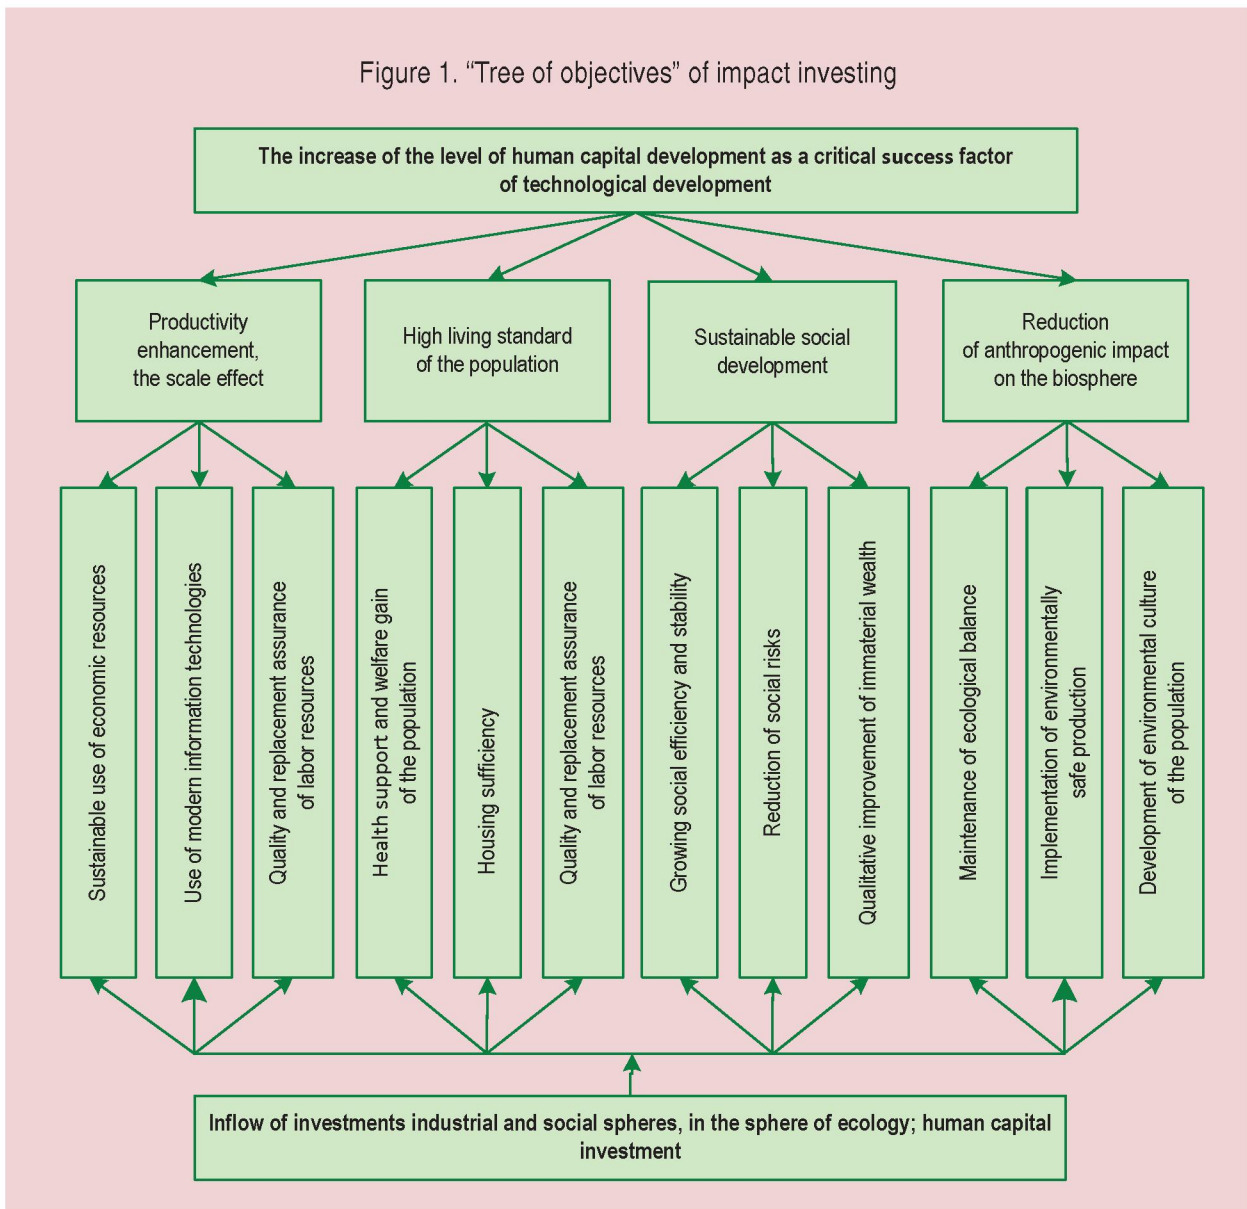 Figure 1. “Tree of objectives” of impact investing
The increase of the level of human capital development as a critical success factor
of technological development
Productivity
enhancement,
the scale effect
High living standard
of the population
Sustainable social
development
Reduction
of anthropogenic impact
on the biosphere
Sustainable use of economic resources
Use of modern information technologies
Quality and replacement assurance
of labor resources
Health support and welfare gain
of the population
Housing sufficiency
Quality and replacement assurance
of labor resources
Growing social efficiency and stability
Reduction of social risks
Qualitative improvement of immaterial wealth
Maintenance of ecological balance
Implementation of environmentally
safe production
Development of environmental culture
of the population
Inflow of investments industrial and social spheres, in the sphere of ecology; human capital
investment